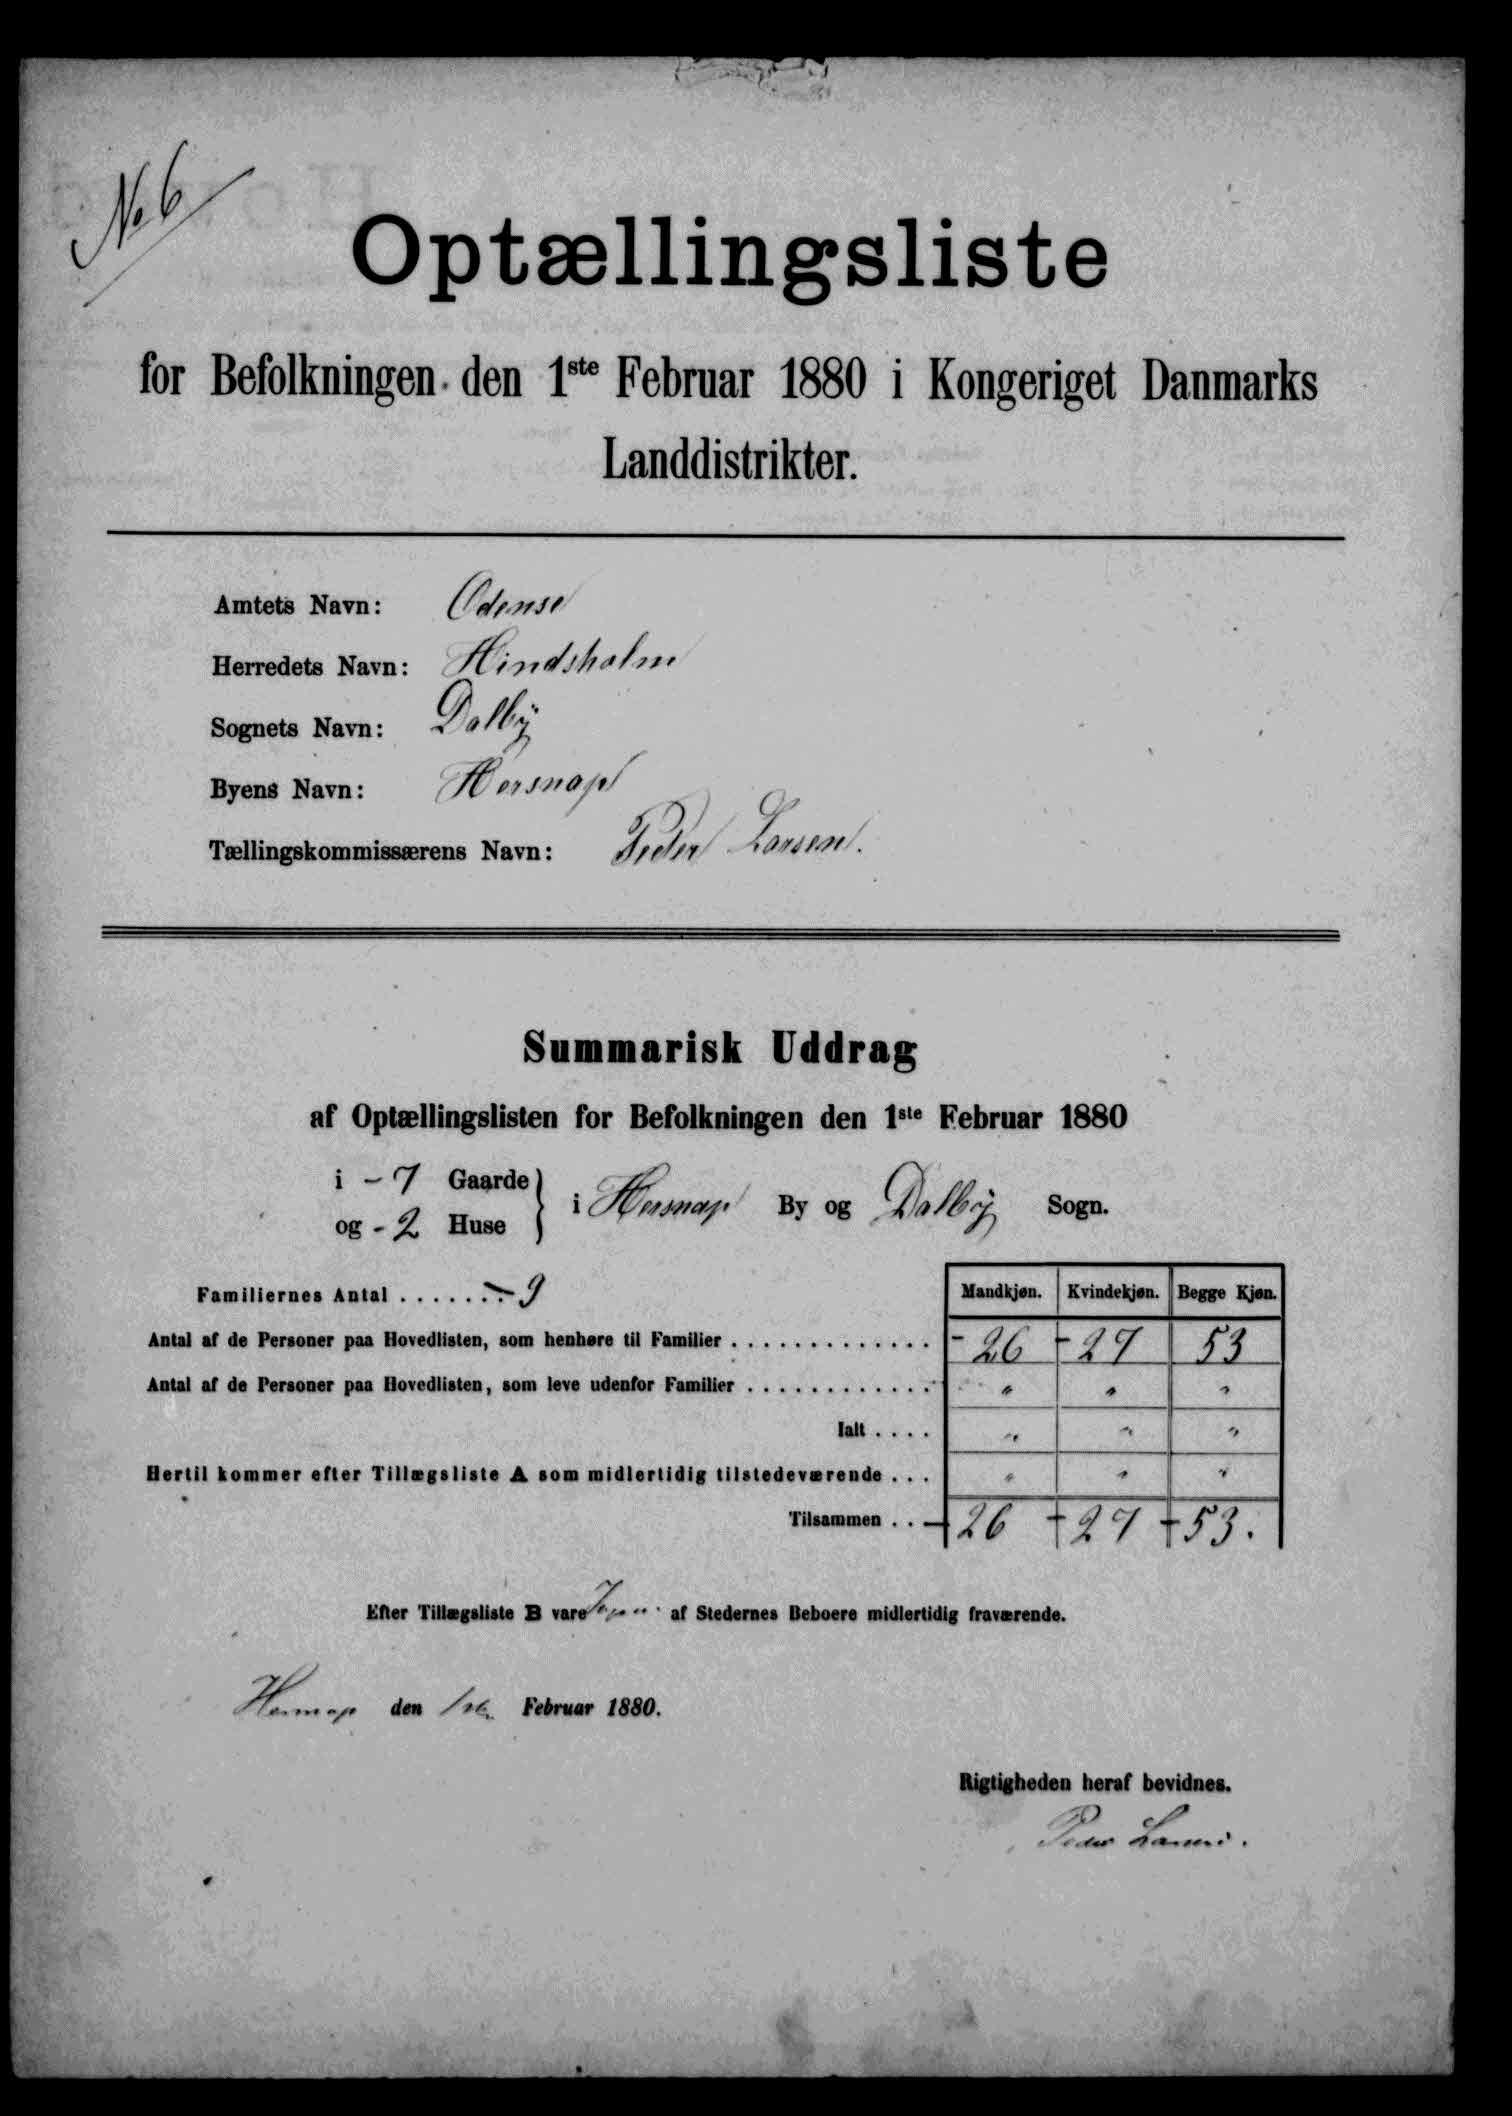 No 6
Optællingsliste
for Befolkningen den 1ste Februar 1880 i Kongeriget Danmarks
Landdistrikter.
Amtets Navn: Odense
Herredets Navn: Hindsholm
Sognets Navn: Dalby
Byens Navn: Hersnap
Tællingskommissærens Navn: Peder Larsen.
Summarisk Uddrag
af Optællingslisten for Befolkningen den 1ste Februar 1880
i - 7 Gaarde
og - 2 Huse
i Hersnap By og Dalby Sogn.
Familiernes Antal . . . . . . . - 9
Mandkjøn. Kvindekjøn. Begge Kjøn.
Antal af de Personer paa Hovedlisten, som henhøre til Familier . . . . . . . . . . . . . - 26 - 27 53
Antal af de Personer paa Hovedlisten, som leve udenfor Familier . . . . . . . . . . . . " " "
Ialt . . . . " " "
Hertil kommer efter Tillægsliste A som midlertidig tilstedeværende . . . " " "
Tilsammen . . - 26 - 27 - 53.
Efter Tillægsliste B vare Ingen af Stedernes Beboere midlertidig fraværende.
Hersnap den 1ste Februar 1880.
Rigtigheden heraf bevidnes.
Peder Larsen.